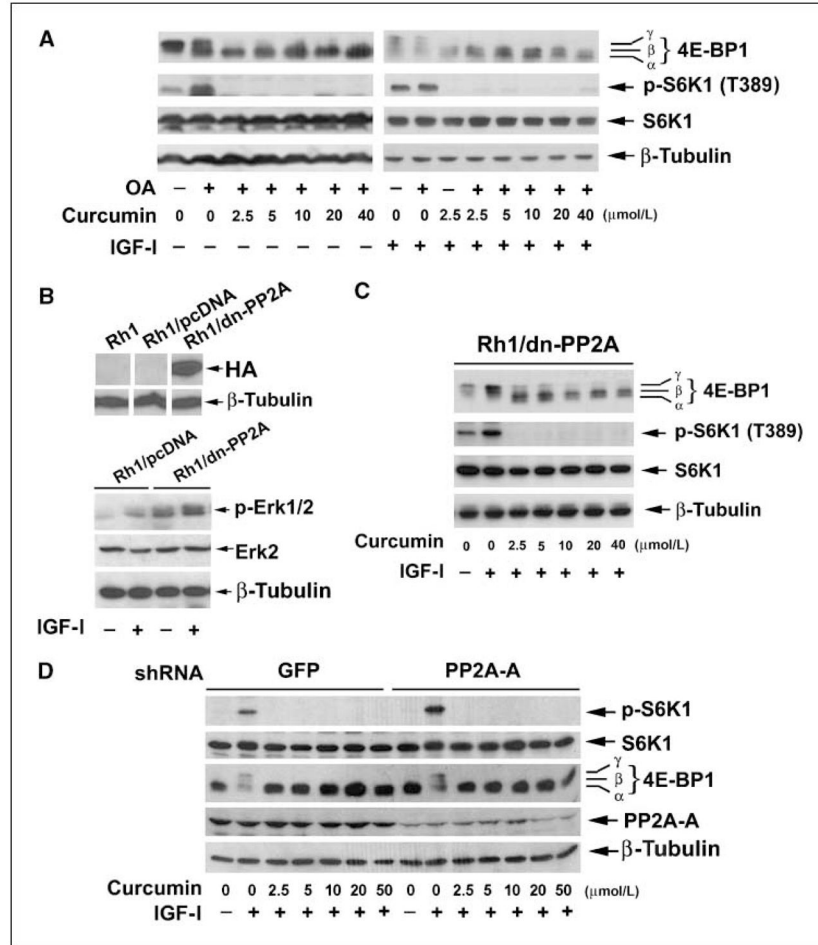 A
γ
β } 4E-BP1
α
p-S6K1 (T389)
S6K1
β-Tubulin
OA – + + + + + + – + – + + + + +
Curcumin 0 0 2.5 5 10 20 40 0 0 2.5 2.5 5 10 20 40 (μmol/L)
IGF-I – – – – – – – + + + + + + + +
B
Rh1 Rh1/pcDNA Rh1/dn-PP2A
HA
β-Tubulin
Rh1/pcDNA Rh1/dn-PP2A
p-Erk1/2
Erk2
β-Tubulin
IGF-I – + – +
C
Rh1/dn-PP2A
γ
β } 4E-BP1
α
p-S6K1 (T389)
S6K1
β-Tubulin
Curcumin 0 0 2.5 5 10 20 40 (μmol/L)
IGF-I – + + + + + +
D
shRNA GFP PP2A-A
p-S6K1
S6K1
γ
β } 4E-BP1
α
PP2A-A
β-Tubulin
Curcumin 0 0 2.5 5 10 20 50 0 0 2.5 5 10 20 50 (μmol/L)
IGF-I – + + + + + + – + + + + + +